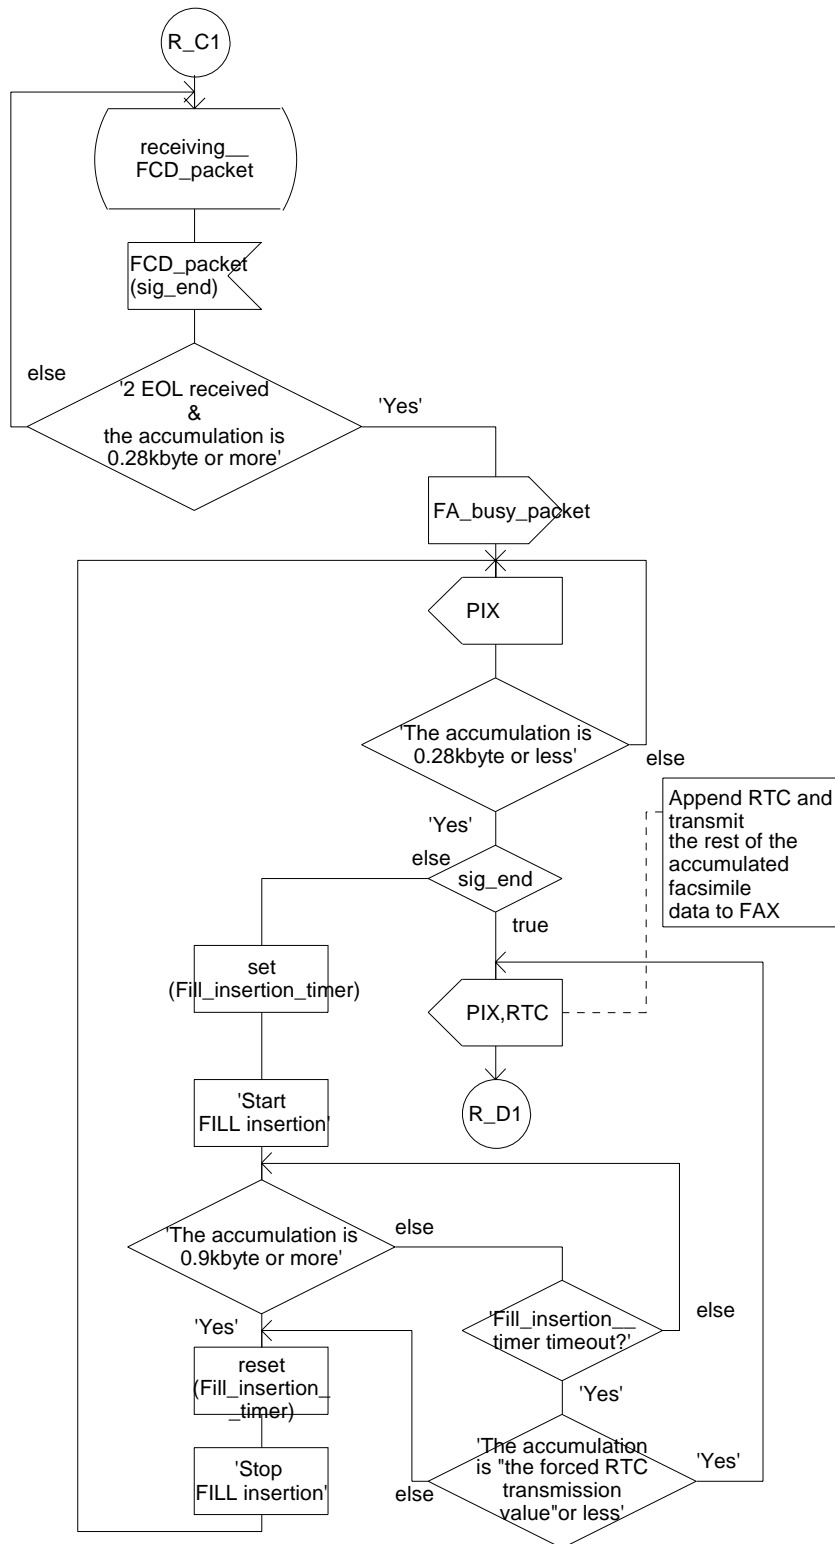 R_C1
receiving__
FCD_packet
FCD_packet
(sig_end)
else
'2 EOL received
&
the accumulation is
0.28kbyte or more'
'Yes'
FA_busy_packet
PIX
'The accumulation is
0.28kbyte or less'
else
'Yes'
Append RTC and
transmit
the rest of the
accumulated
facsimile
data to FAX
else
sig_end
true
set
(Fill_insertion_timer)
PIX,RTC
'Start
FILL insertion'
R_D1
'The accumulation is
0.9kbyte or more'
else
'Yes'
'Fill_insertion__
timer timeout?'
else
'Yes'
reset
(Fill_insertion_
_timer)
'Stop
FILL insertion'
else
'The accumulation
is "the forced RTC
transmission
value"or less'
'Yes'